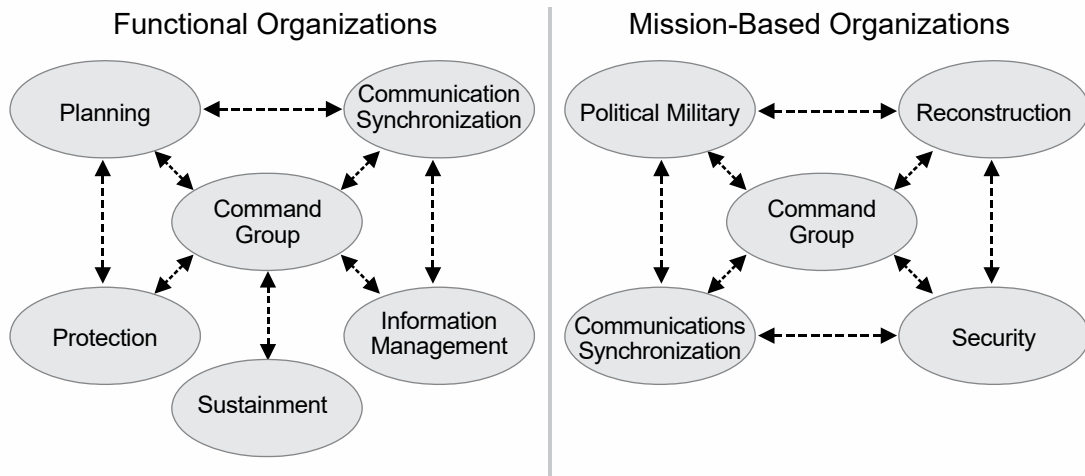 Functional Organizations
Planning
Communication
Synchronization
Command
Group
Protection
Information
Management
Sustainment
Mission-Based Organizations
Political Military
Reconstruction
Command
Group
Communications
Synchronization
Security